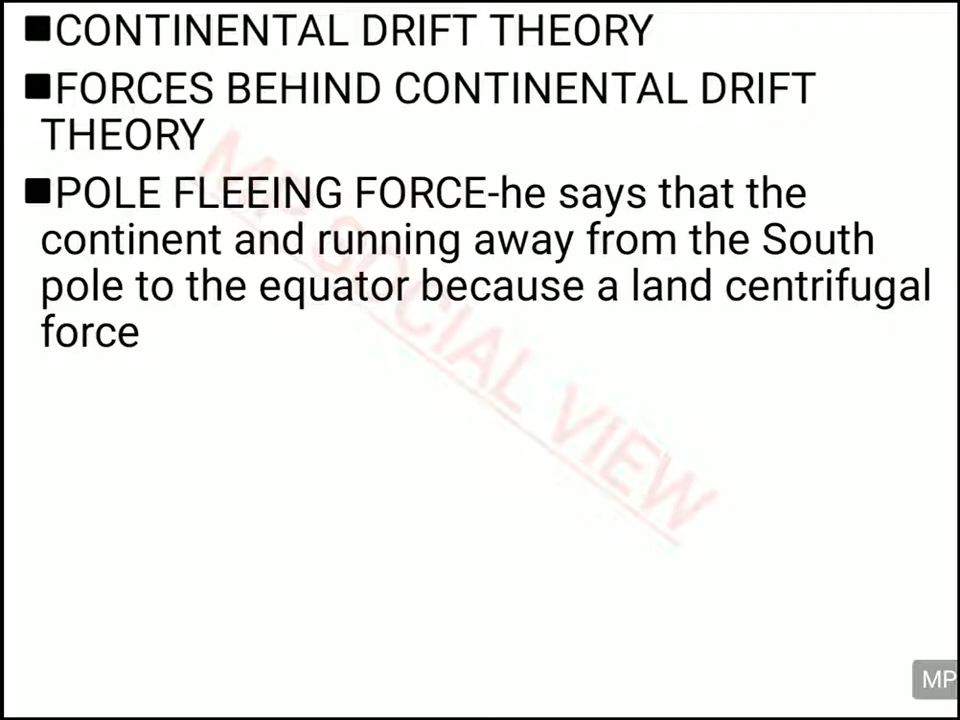 ■CONTINENTAL DRIFT THEORY
■FORCES BEHIND CONTINENTAL DRIFT
THEORY
■POLE FLEEING FORCE-he says that the
continent and running away from the South
pole to the equator because a land centrifugal
force
MP SOCIAL VIEW
MP